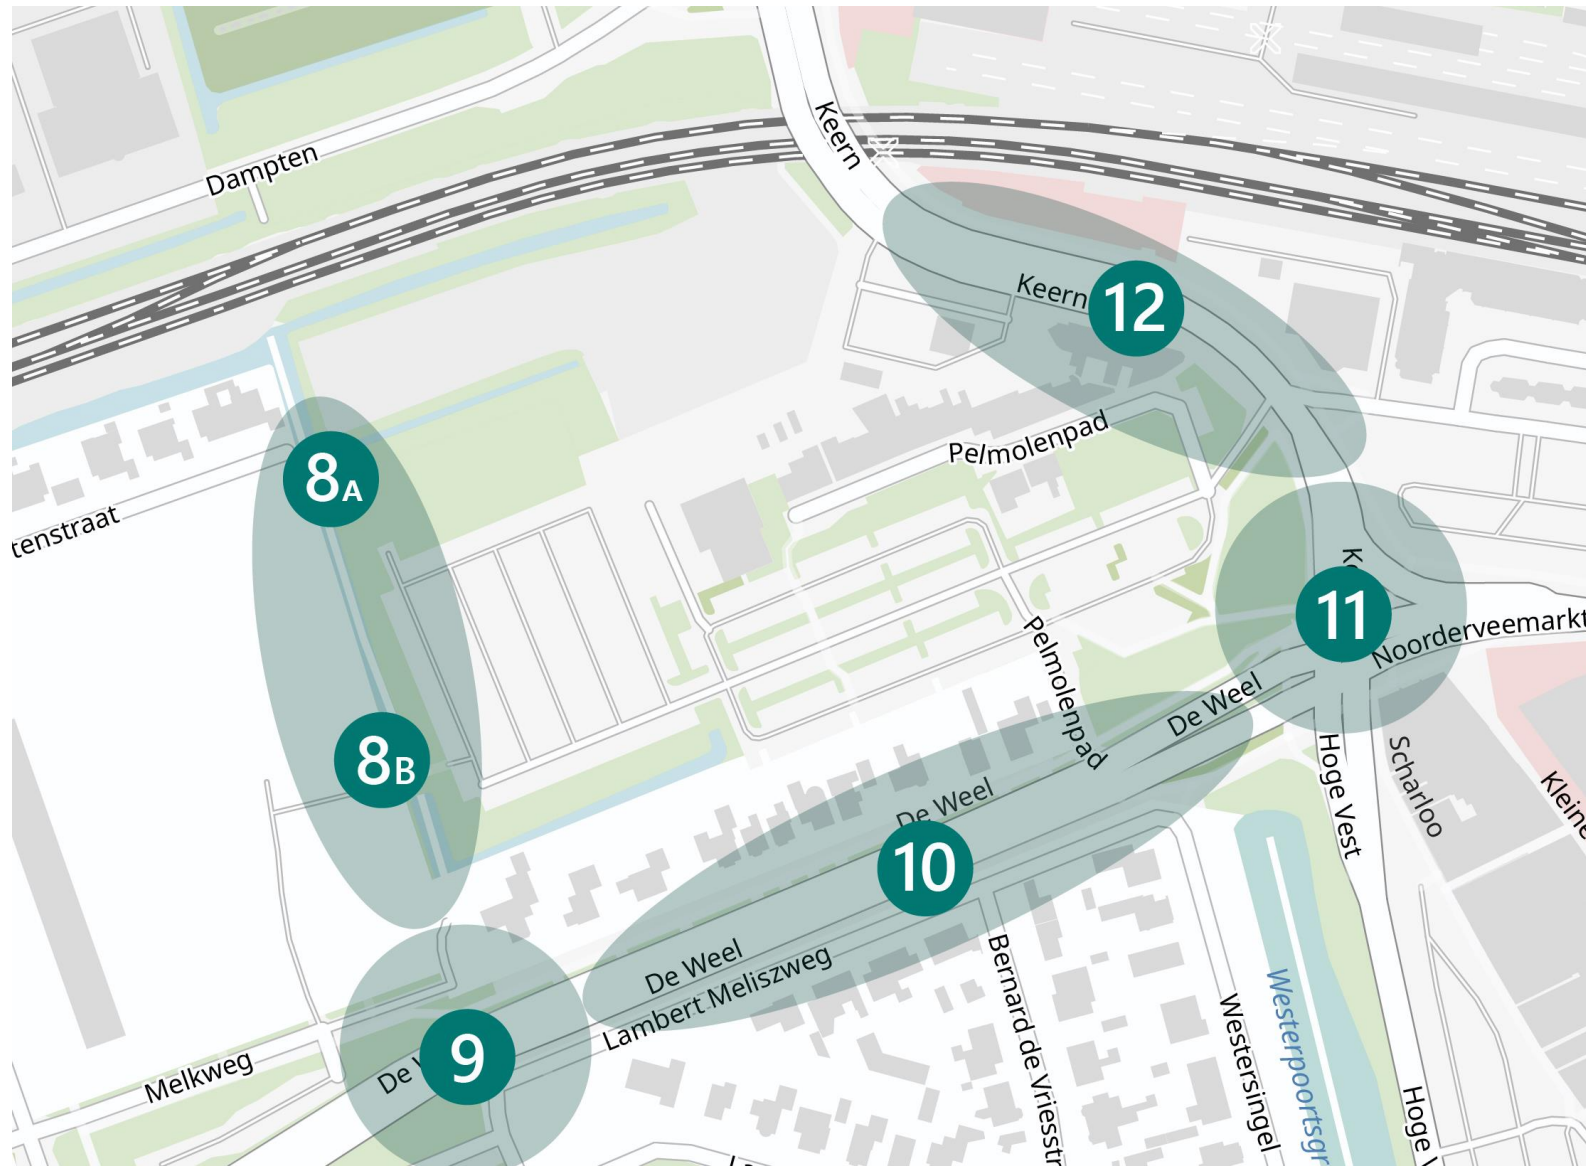 Keern
Dampten
Keern
12
Pelmolenpad
8A
tenstraat
11
Noorderveemarkt
Pelmolenpad
De Weel
8B
Hoge Vest
Scharloo
De Weel
10
De Weel
Lambert Meliszweg
Bernard de Vriesstr
Westersingel
Westerpoortsgr
9
Melkweg
De
Hoge